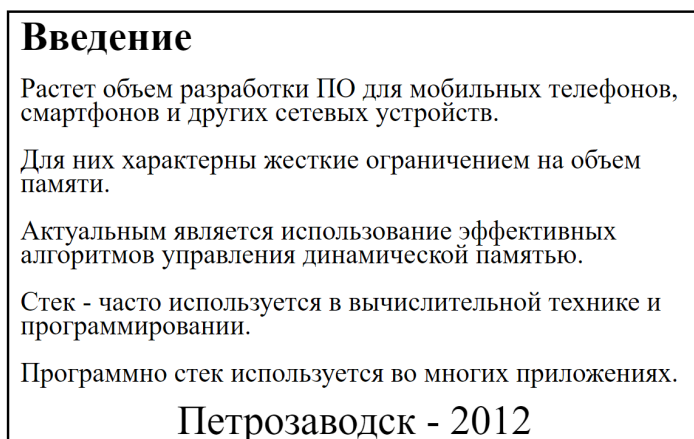 Введение
Растет объем разработки ПО для мобильных телефонов,
смартфонов и других сетевых устройств.
Для них характерны жесткие ограничением на объем
памяти.
Актуальным является использование эффективных
алгоритмов управления динамической памятью.
Стек - часто используется в вычислительной технике и
программировании.
Программно стек используется во многих приложениях.
Петрозаводск - 2012